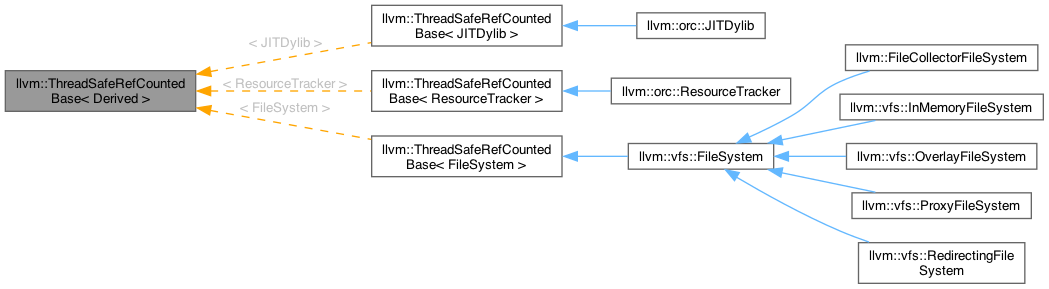 llvm::ThreadSafeRefCounted
Base< Derived >
< JITDylib >
< ResourceTracker >
< FileSystem >
llvm::ThreadSafeRefCounted
Base< JITDylib >
llvm::ThreadSafeRefCounted
Base< ResourceTracker >
llvm::ThreadSafeRefCounted
Base< FileSystem >
llvm::orc::JITDylib
llvm::orc::ResourceTracker
llvm::vfs::FileSystem
llvm::FileCollectorFileSystem
llvm::vfs::InMemoryFileSystem
llvm::vfs::OverlayFileSystem
llvm::vfs::ProxyFileSystem
llvm::vfs::RedirectingFile
System